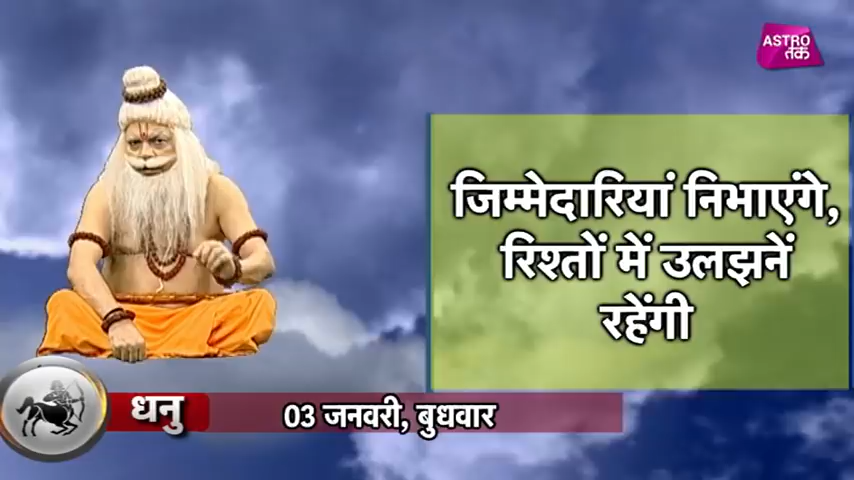 ASTRO
तक
जिम्मेदारियां निभाएंगे,
रिश्तों में उलझनें
रहेंगी
धनु
03 जनवरी, बुधवार